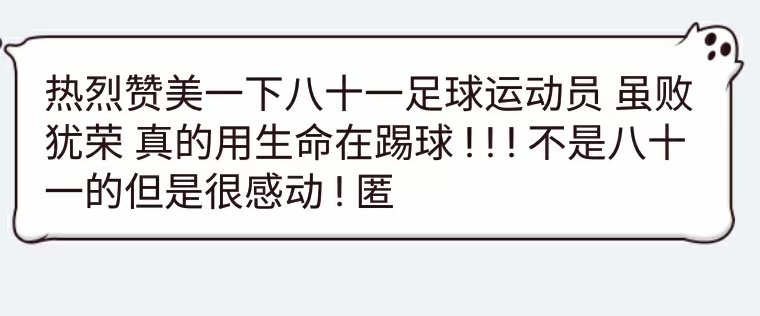 热烈赞美一下八十一足球运动员 虽败
犹荣 真的用生命在踢球 ! ! ! 不是八十
一的但是很感动 ! 匿